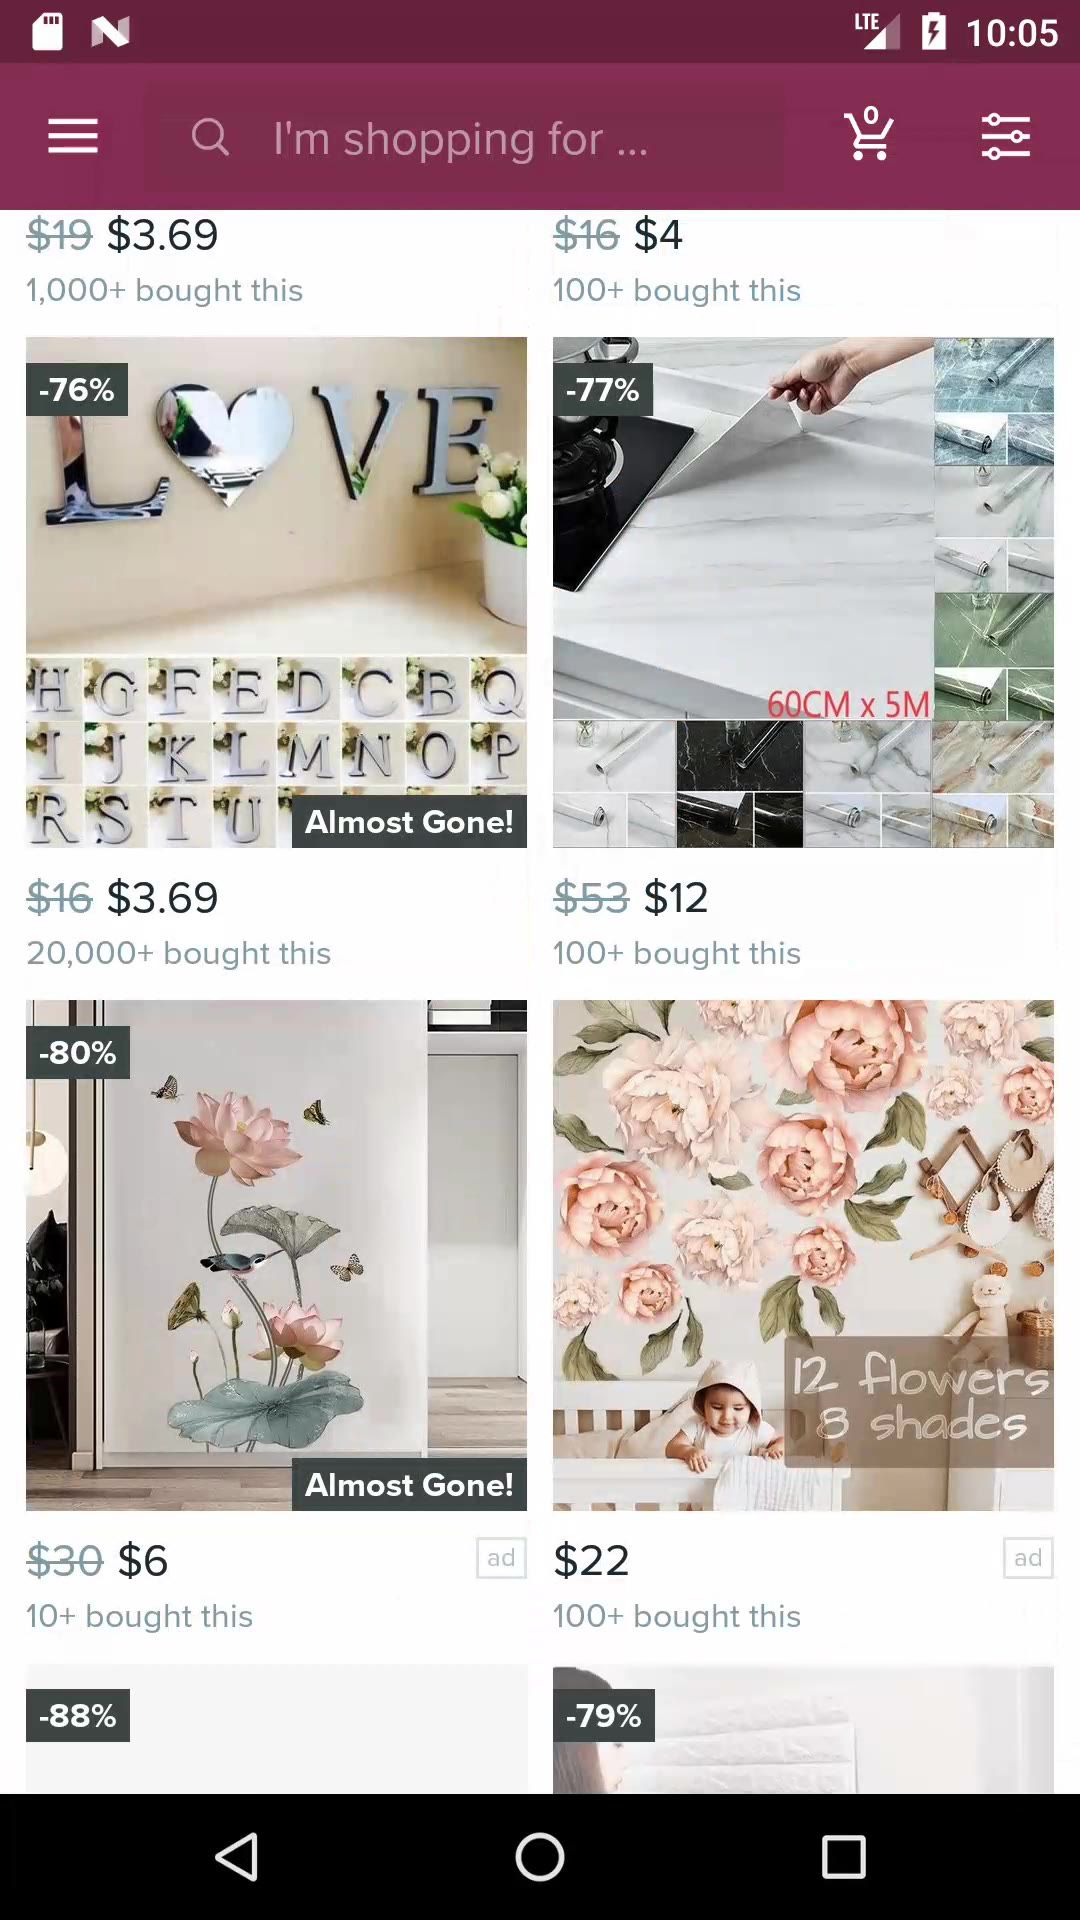 LTE 10:05
0
I'm shopping for ...
$19 $3.69
1,000+ bought this
$16 $4
100+ bought this
-76%
LOVE
H G F E D C B Q
I J K L M N O P
R S T U
Almost Gone!
$16 $3.69
20,000+ bought this
-77%
60CM x 5M
$53 $12
100+ bought this
-80%
Almost Gone!
$30 $6
ad
10+ bought this
12 flowers
8 shades
$22
ad
100+ bought this
-88%
-79%